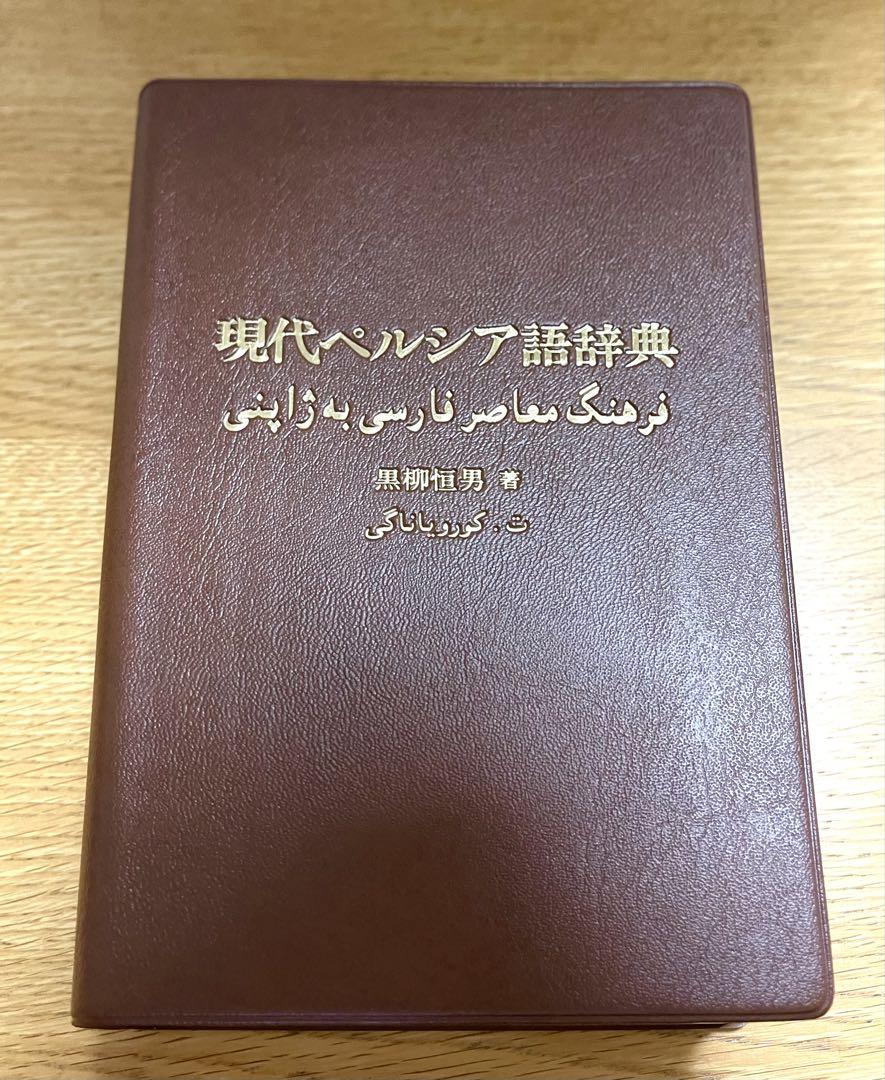 現代ペルシア語辞典
فرهنگ معاصر فارسی به ژاپنی
黒柳恒男 著
ت . کورویاناگی